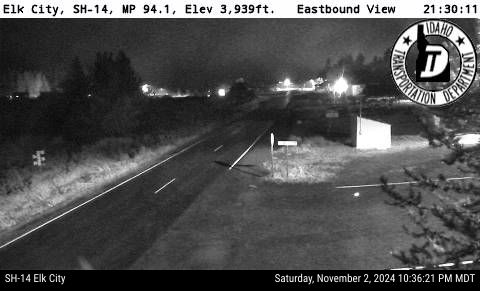 Elk City, SH-14, MP 94.1, Elev 3,939ft. Eastbound View 21:30:11
IDAHO
TRANSPORTATION DEPARTMENT
SH-14 Elk City Saturday, November 2, 2024 10:36:21 PM MDT